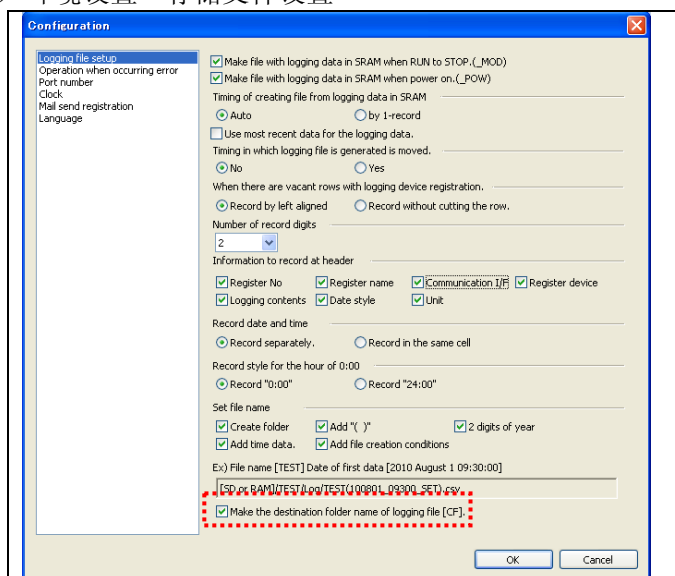 Configuration
Logging file setup
Operation when occurring error
Port number
Clock
Mail send registration
Language
Make file with logging data in SRAM when RUN to STOP.(_MOD)
Make file with logging data in SRAM when power on.(_POW)
Timing of creating file from logging data in SRAM
Auto by 1-record
Use most recent data for the logging data.
Timing in which logging file is generated is moved.
No Yes
When there are vacant rows with logging device registration.
Record by left aligned Record without cutting the row.
Number of record digits
2
Information to record at header
Register No Register name Communication I/F Register device
Logging contents Date style Unit
Record date and time
Record separately. Record in the same cell
Record style for the hour of 0:00
Record "0:00" Record "24:00"
Set file name
Create folder Add "( )" 2 digits of year
Add time data. Add file creation conditions
Ex) File name [TEST] Date of first data [2010 August 1 09:30:00]
[SD or RAM]/TEST/Log/TEST(100801_09300_SET).csv
Make the destination folder name of logging file [CF].
OK Cancel